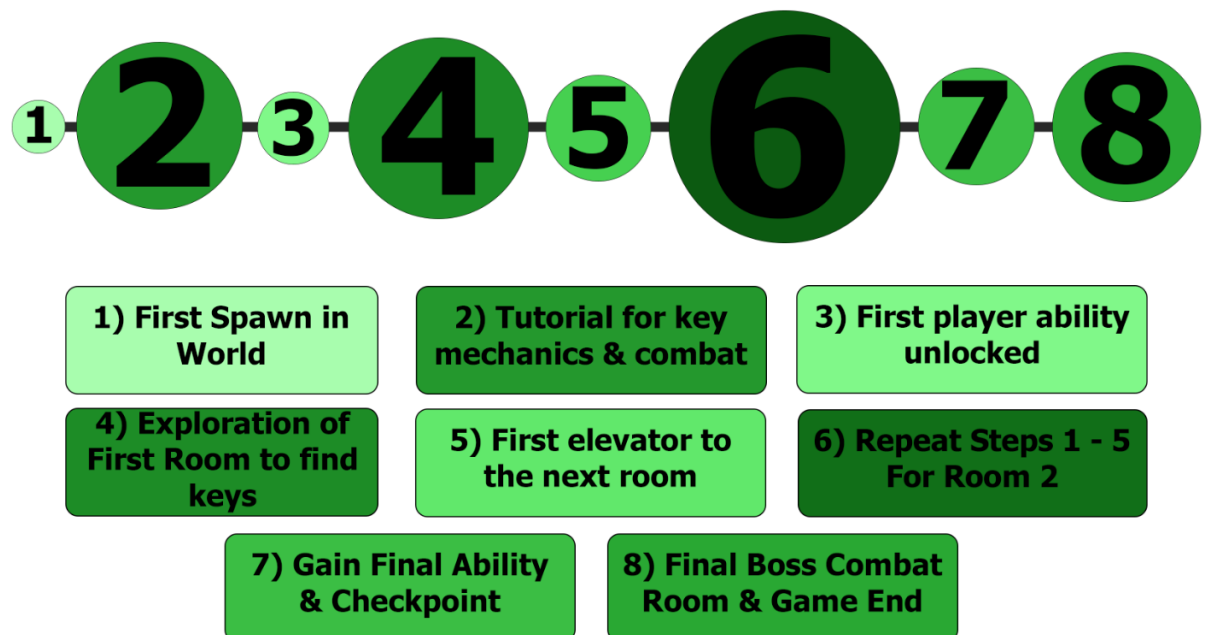 1 2 3 4 5 6 7 8
1) First Spawn in
World
2) Tutorial for key
mechanics & combat
3) First player ability
unlocked
4) Exploration of
First Room to find
keys
5) First elevator to
the next room
6) Repeat Steps 1 - 5
For Room 2
7) Gain Final Ability
& Checkpoint
8) Final Boss Combat
Room & Game End